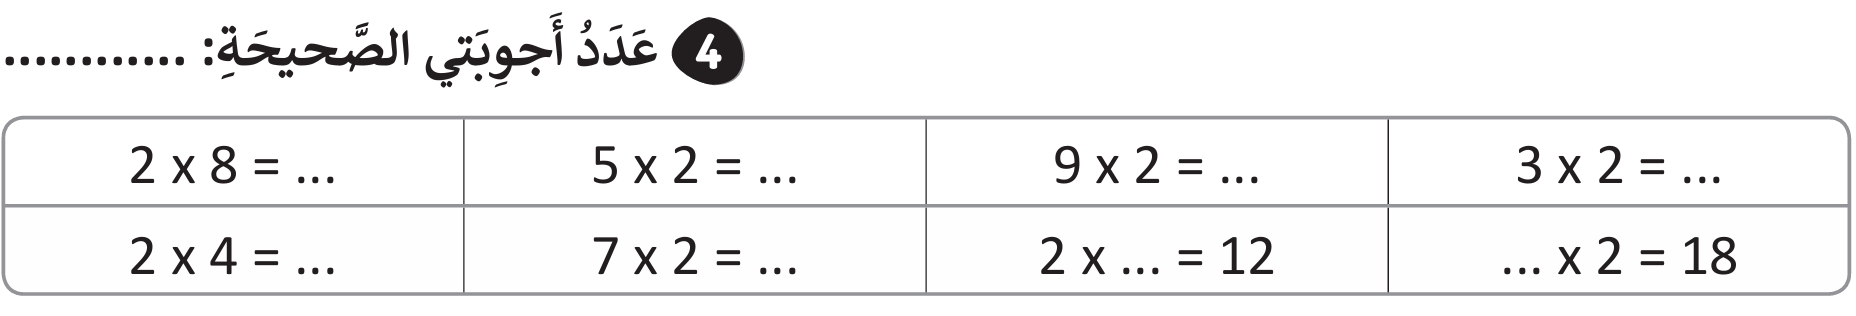 4 عَدَدُ أَجوِبَتي الصَّحيحَةِ: ............
2 x 8 = ... 5 x 2 = ... 9 x 2 = ... 3 x 2 = ...
2 x 4 = ... 7 x 2 = ... 2 x ... = 12 ... x 2 = 18